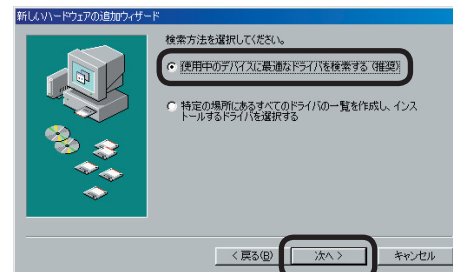 新しいハードウェアの追加ウィザード
検索方法を選択してください。
使用中のデバイスに最適なドライバを検索する (推奨)
特定の場所にあるすべてのドライバの一覧を作成し、インス
トールするドライバを選択する
< 戻る(B)
次へ >
キャンセル